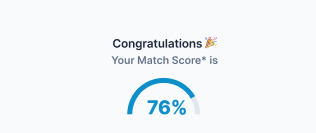 Congratulations 🎉
Your Match Score* is
76%